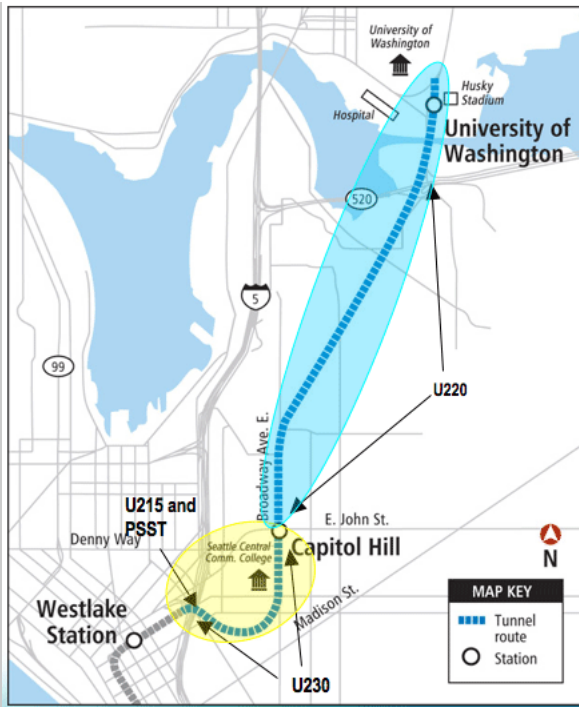 University of
Washington
Hospital
Husky
Stadium
University of
Washington
520
5
99
U220
Broadway Ave. E.
U215 and
PSST
Denny Way
E. John St.
Seattle Central
Comm. College
Capitol Hill
N
Madison St.
Westlake
Station
U230
MAP KEY
Tunnel
route
Station